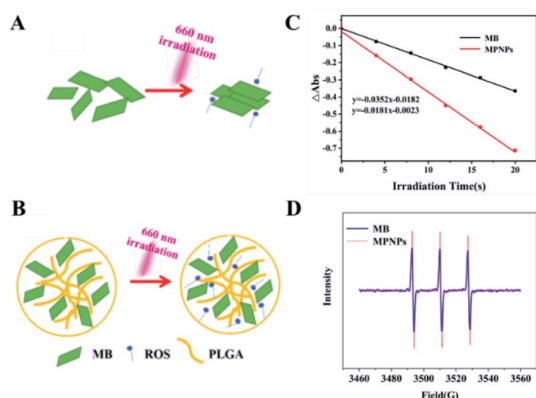 A
660 nm
irradiation
B
660 nm
irradiation
MB
ROS
PLGA
C
ΔAbs
0.0
-0.1
-0.2
-0.3
-0.4
-0.5
-0.6
-0.7
MB
MPNPs
y=-0.0352x-0.0182
y=-0.0181x-0.0023
0 5 10 15 20
Irradiation Time(s)
D
Intensity
MB
MPNPs
3460 3480 3500 3520 3540 3560
Field(G)